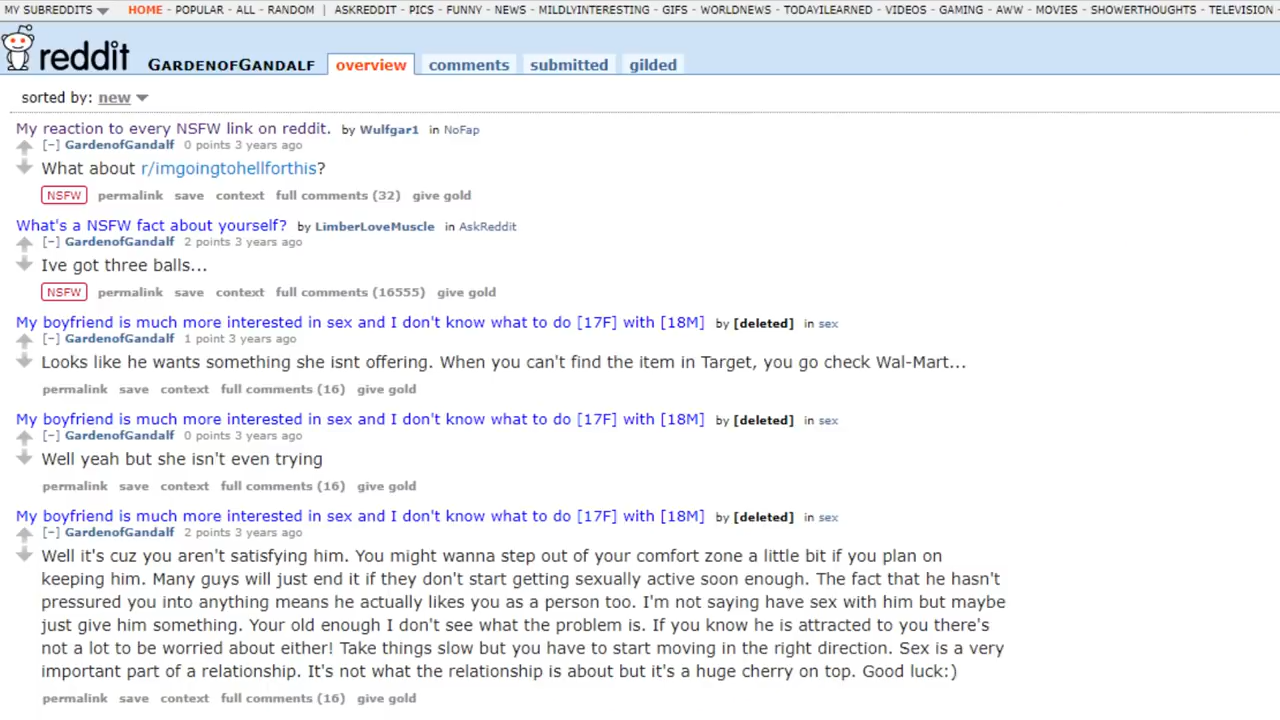 MY SUBREDDITS HOME - POPULAR - ALL - RANDOM | ASKREDDIT - PICS - FUNNY - NEWS - MILDLYINTERESTING - GIFS - WORLDNEWS - TODAYILEARNED - VIDEOS - GAMING - AWW - MOVIES - SHOWERTHOUGHTS - TELEVISION -
reddit GARDENOFGANDALF overview comments submitted gilded
sorted by: new
My reaction to every NSFW link on reddit. by Wulfgar1 in NoFap
[–] GardenofGandalf 0 points 3 years ago
What about r/imgoingtohellforthis?
NSFW permalink save context full comments (32) give gold
What's a NSFW fact about yourself? by LimberLoveMuscle in AskReddit
[–] GardenofGandalf 2 points 3 years ago
Ive got three balls...
NSFW permalink save context full comments (16555) give gold
My boyfriend is much more interested in sex and I don't know what to do [17F] with [18M] by [deleted] in sex
[–] GardenofGandalf 1 point 3 years ago
Looks like he wants something she isnt offering. When you can't find the item in Target, you go check Wal-Mart...
permalink save context full comments (16) give gold
My boyfriend is much more interested in sex and I don't know what to do [17F] with [18M] by [deleted] in sex
[–] GardenofGandalf 0 points 3 years ago
Well yeah but she isn't even trying
permalink save context full comments (16) give gold
My boyfriend is much more interested in sex and I don't know what to do [17F] with [18M] by [deleted] in sex
[–] GardenofGandalf 2 points 3 years ago
Well it's cuz you aren't satisfying him. You might wanna step out of your comfort zone a little bit if you plan on
keeping him. Many guys will just end it if they don't start getting sexually active soon enough. The fact that he hasn't
pressured you into anything means he actually likes you as a person too. I'm not saying have sex with him but maybe
just give him something. Your old enough I don't see what the problem is. If you know he is attracted to you there's
not a lot to be worried about either! Take things slow but you have to start moving in the right direction. Sex is a very
important part of a relationship. It's not what the relationship is about but it's a huge cherry on top. Good luck:)
permalink save context full comments (16) give gold